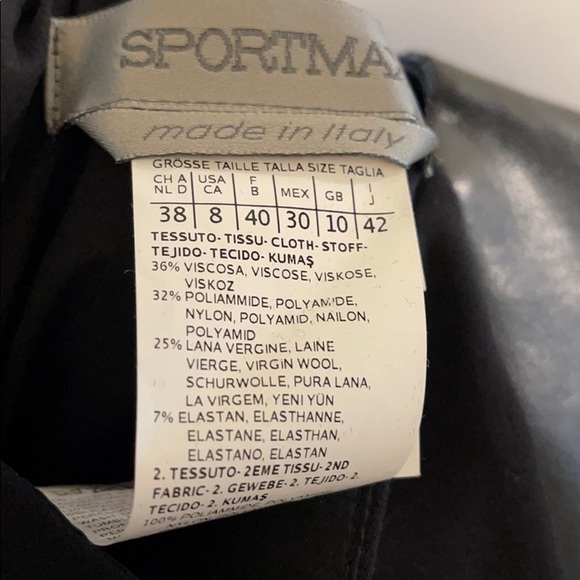 SPORTMA
made in Italy
GRÖSSE TAILLE TALLA SIZE TAGLIA
CH A USA F MEX GB I
NL D CA B J
38 8 40 30 10 42
TESSUTO- TISSU- CLOTH- STOFF-
TEJIDO- TECIDO- KUMAŞ
36% VISCOSA, VISCOSE, VISKOSE,
VISKOZ
32% POLIAMMIDE, POLYAMIDE,
NYLON, POLYAMID, NAILON,
POLYAMID
25% LANA VERGINE, LAINE
VIERGE, VIRGIN WOOL,
SCHURWOLLE, PURA LANA,
LA VIRGEM, YENI YÜN
7% ELASTAN, ELASTHANNE,
ELASTANE, ELASTHAN,
ELASTANO, ELASTAN
2. TESSUTO- 2EME TISSU- 2ND
FABRIC- 2. GEWEBE- 2. TEJIDO- 2.
TECIDO- 2. KUMAŞ
100% POLIAMMIDE,